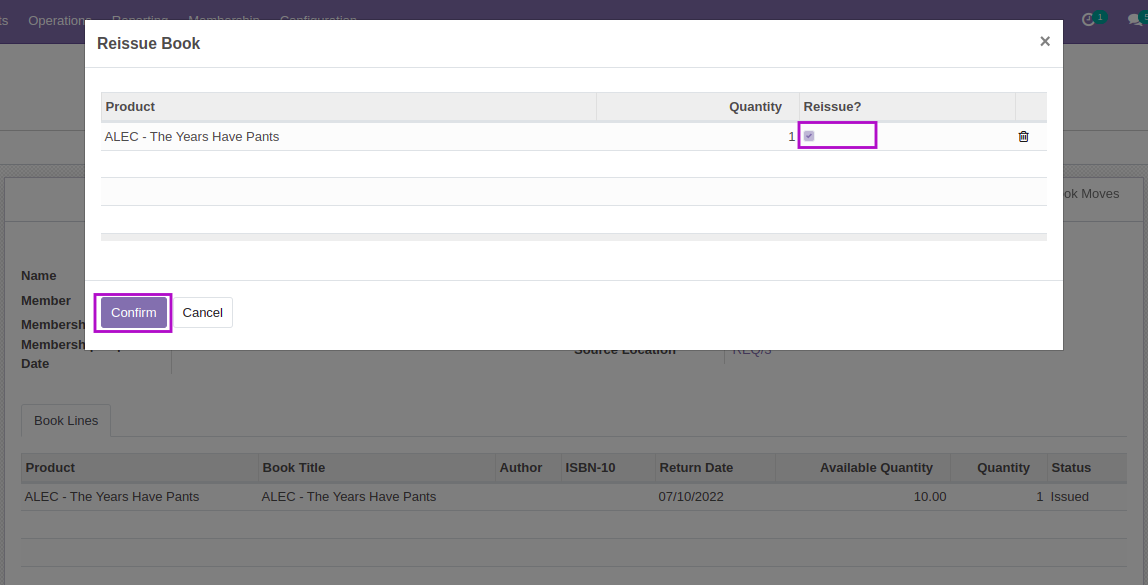 Operations Reporting Membership Configuration 1
Reissue Book ×
Product Quantity Reissue?
ALEC - The Years Have Pants 1
ok Moves
Name
Confirm Cancel
Member
Membersh
Membersh
Date
Source Location REQ/S
Book Lines
Product Book Title Author ISBN-10 Return Date Available Quantity Quantity Status
ALEC - The Years Have Pants ALEC - The Years Have Pants 07/10/2022 10.00 1 Issued